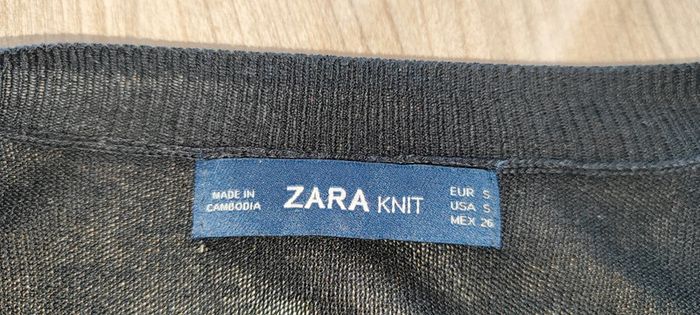 MADE IN
CAMBODIA
ZARA KNIT
EUR S
USA S
MEX 26